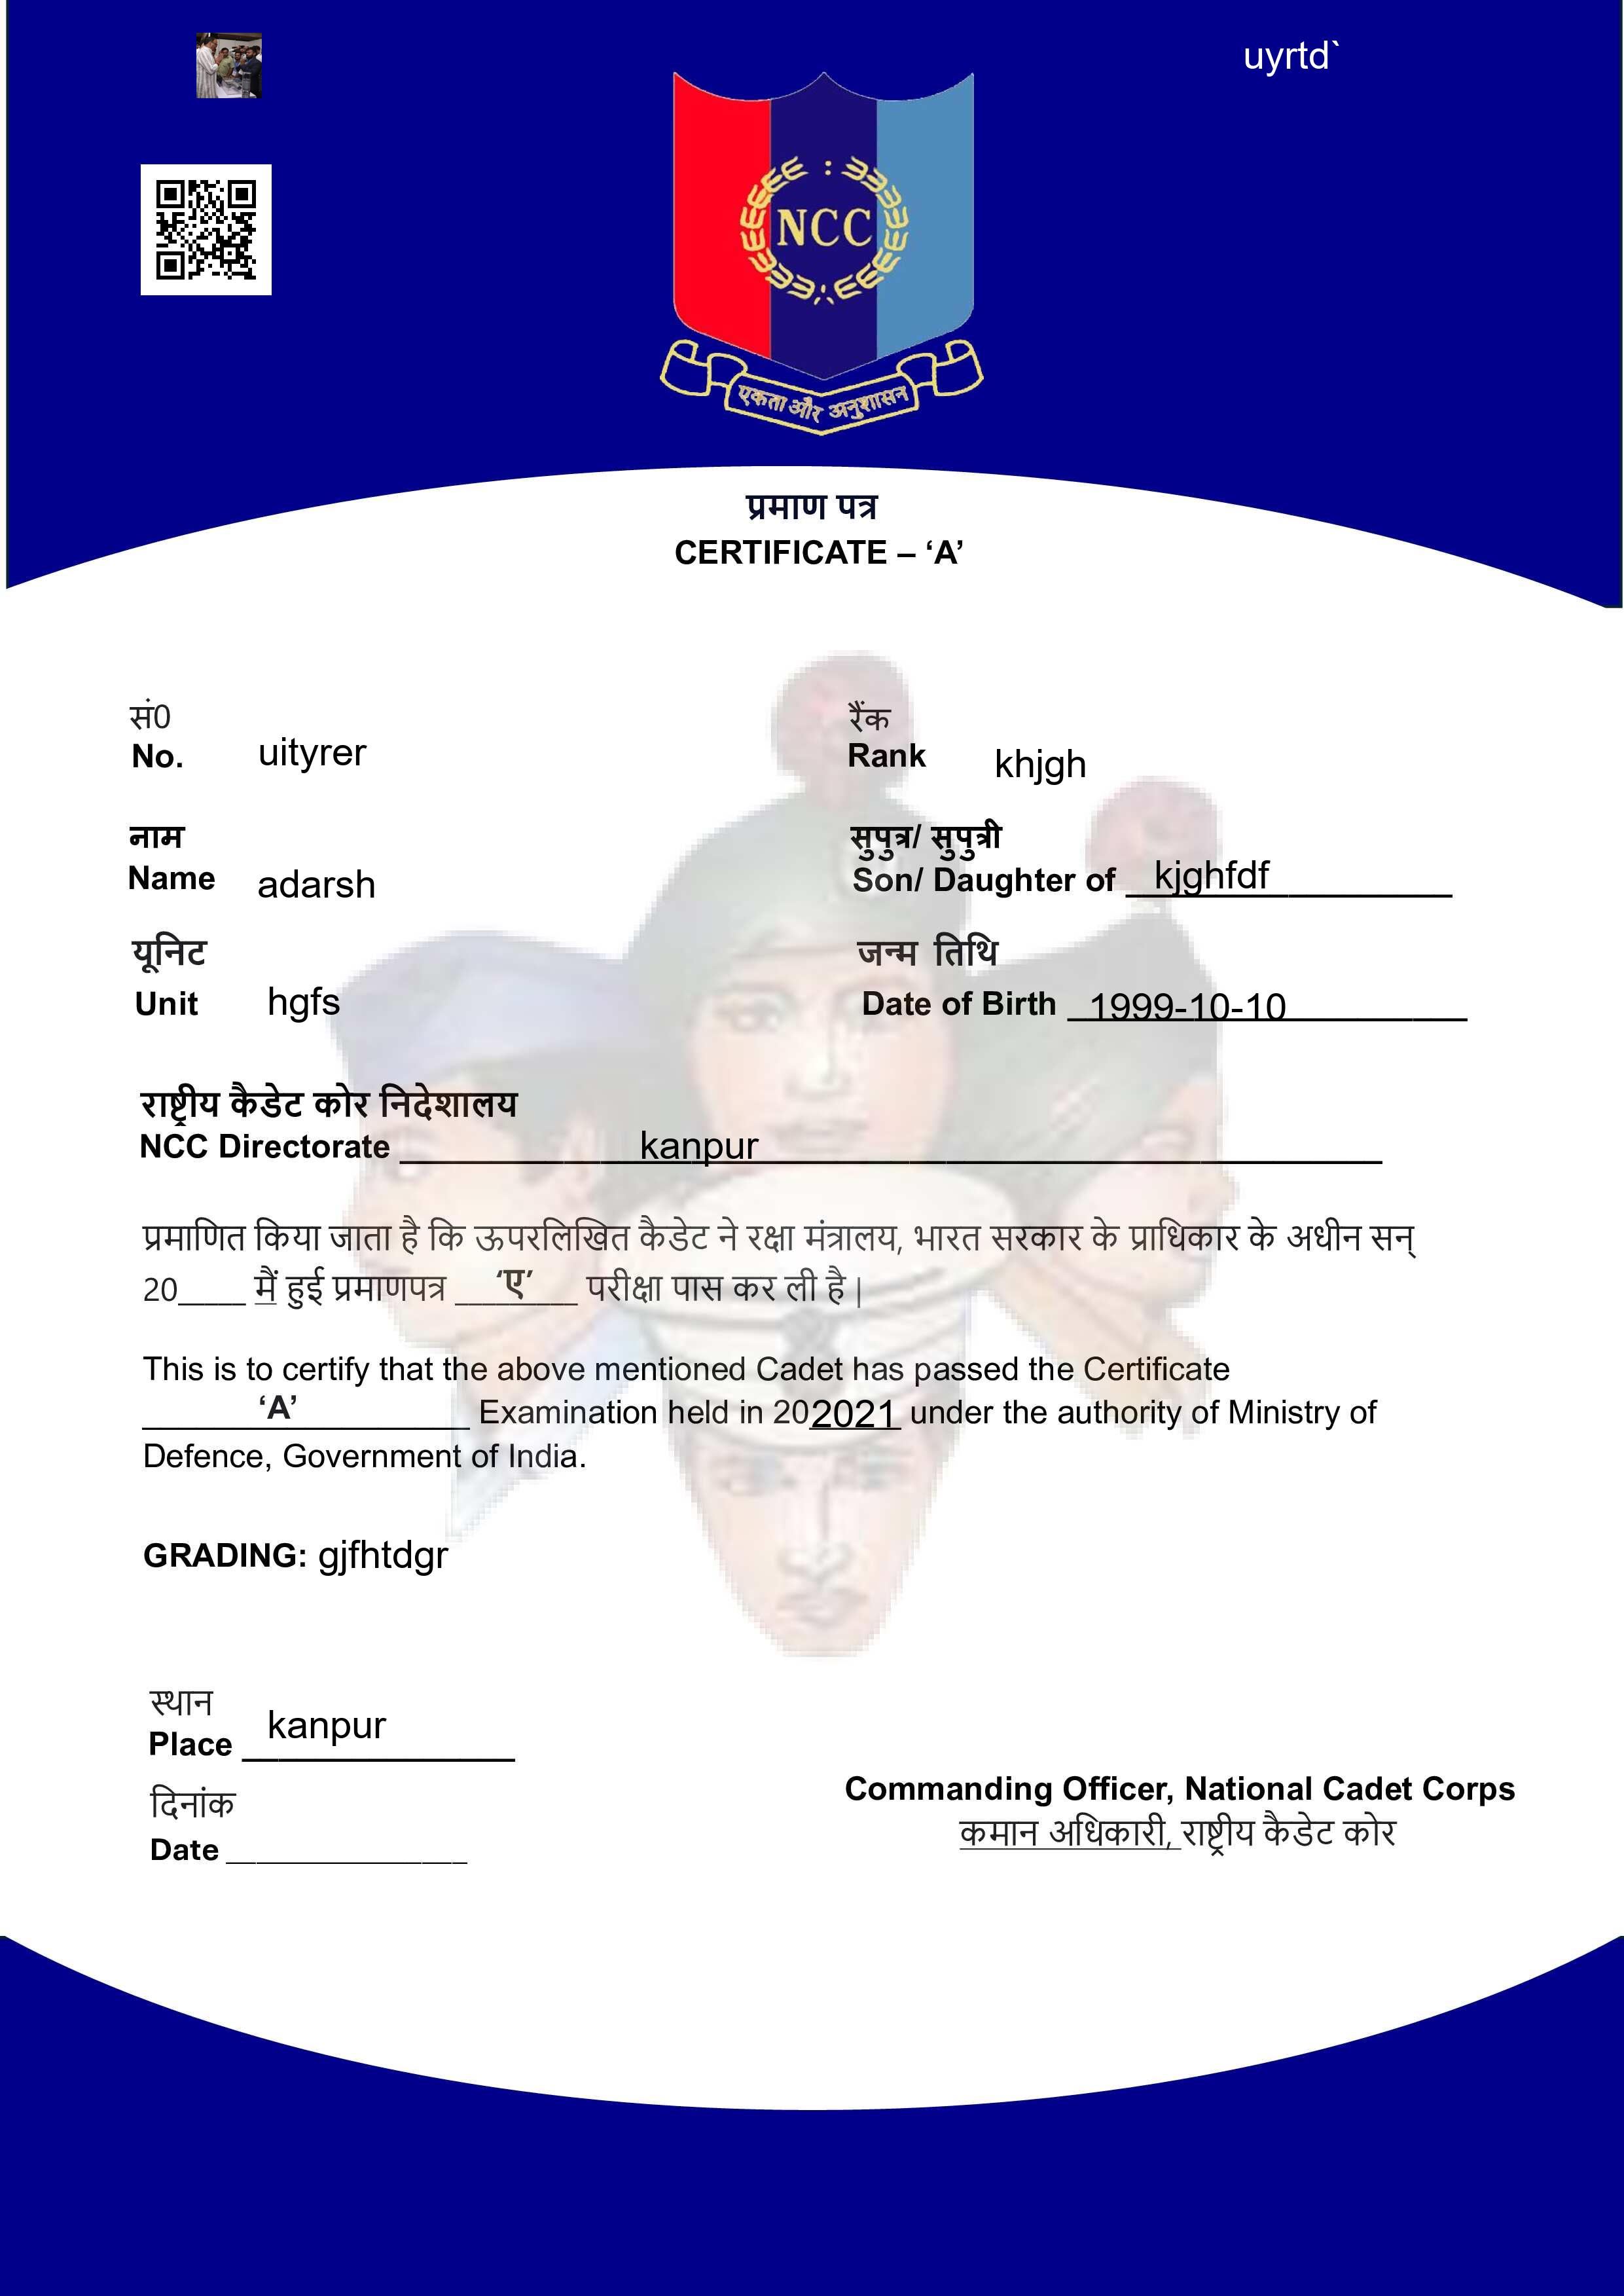 uyrtd`
NCC
एकता और अनुशासन
प्रमाण पत्र
CERTIFICATE – ‘A’
सं0 रैंक
No. uityrer Rank khjgh
नाम सुपुत्र/ सुपुत्री
Name adarsh Son/ Daughter of kjghfdf
यूनिट जन्म तिथि
Unit hgfs Date of Birth 1999-10-10
राष्ट्रीय कैडेट कोर निदेशालय
NCC Directorate kanpur
प्रमाणित किया जाता है कि ऊपरलिखित कैडेट ने रक्षा मंत्रालय, भारत सरकार के प्राधिकार के अधीन सन्
20____ मैं हुई प्रमाणपत्र ‘ए’ परीक्षा पास कर ली है |
This is to certify that the above mentioned Cadet has passed the Certificate
‘A’ Examination held in 202021 under the authority of Ministry of
Defence, Government of India.
GRADING: gjfhtdgr
स्थान
Place kanpur
Commanding Officer, National Cadet Corps
दिनांक
कमान अधिकारी, राष्ट्रीय कैडेट कोर
Date ______________